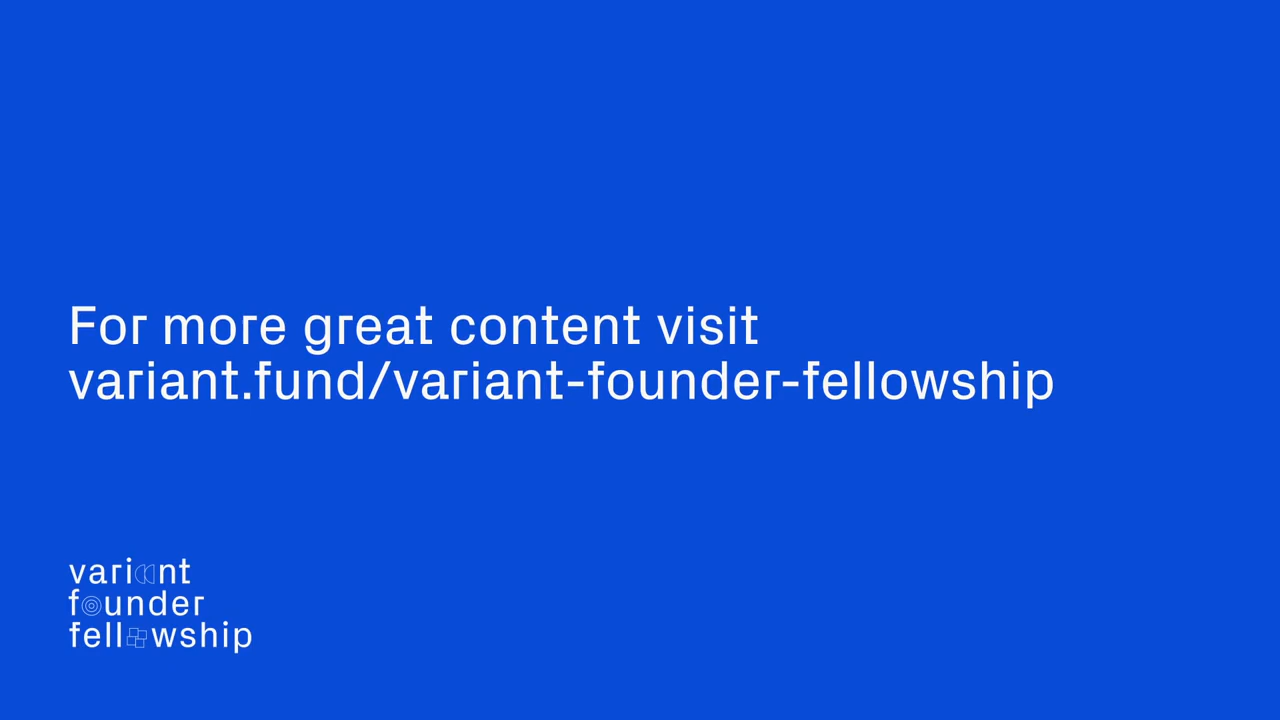 For more great content visit
variant.fund/variant-founder-fellowship
variant
founder
fellowship